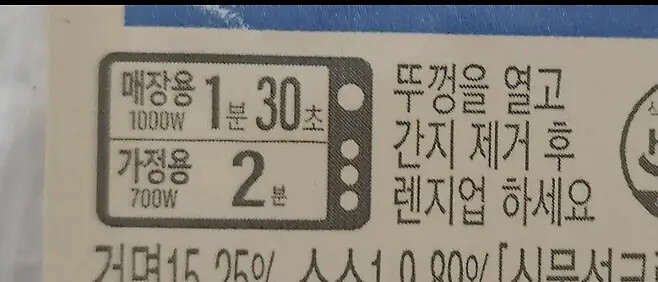 매장용 1000W 1분 30초
가정용 700W 2분
뚜껑을 열고
간지 제거 후
렌지업 하세요